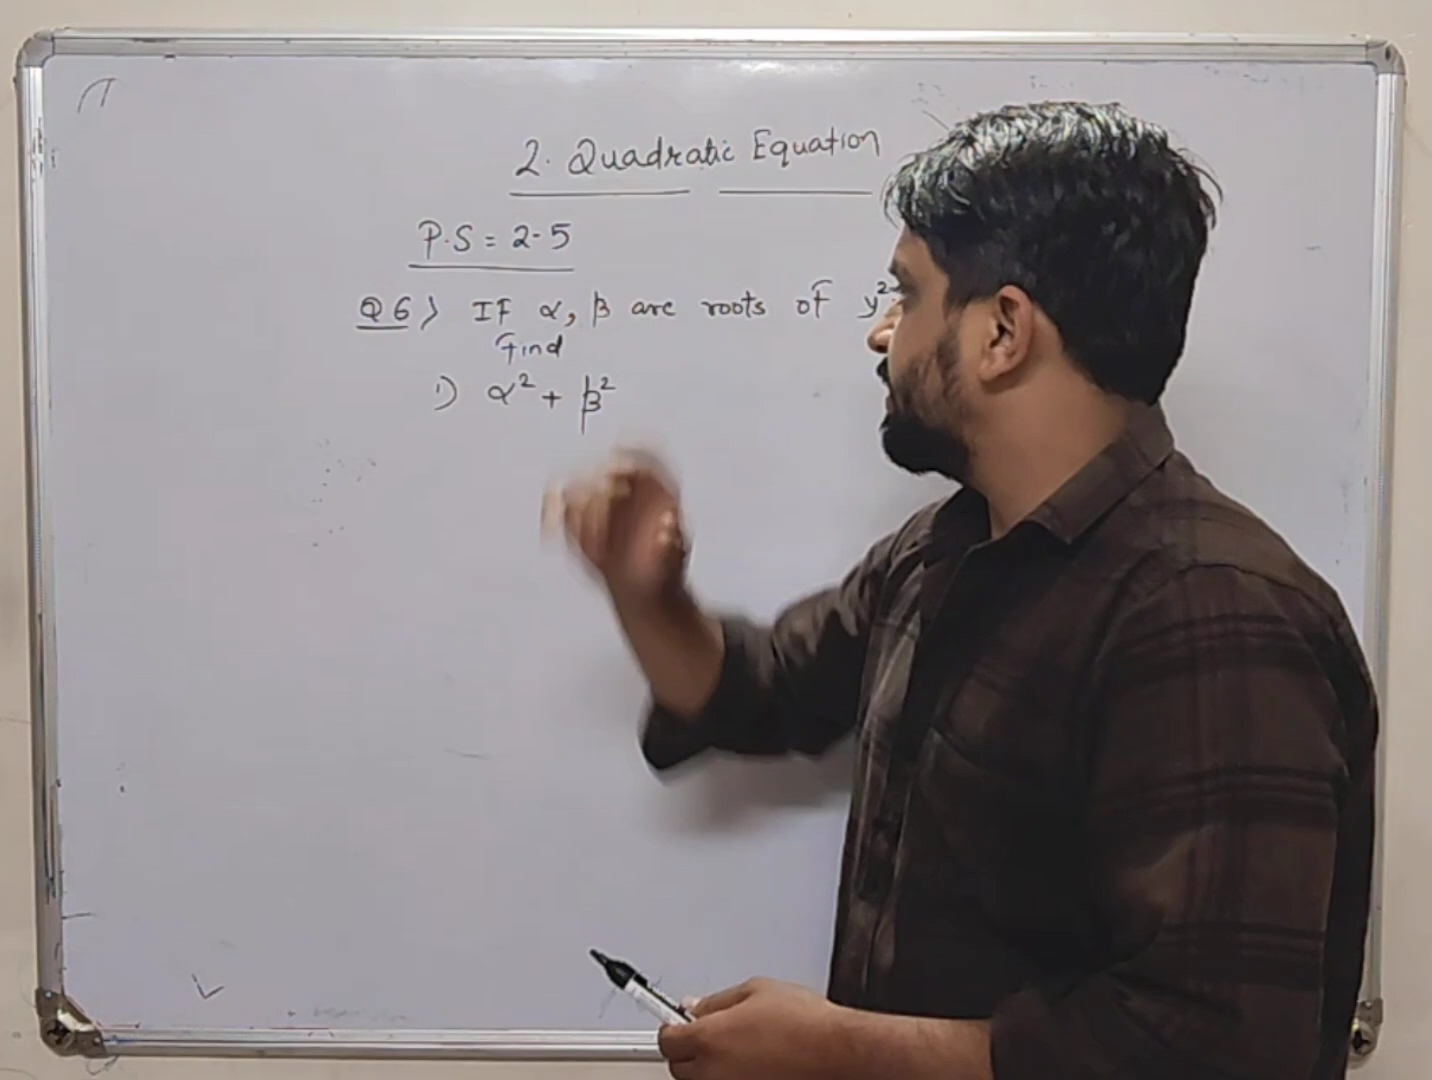 2. Quadratic Equation
P.S = 2.5
Q6) If α, β are roots of y²
find
1) α² + β²